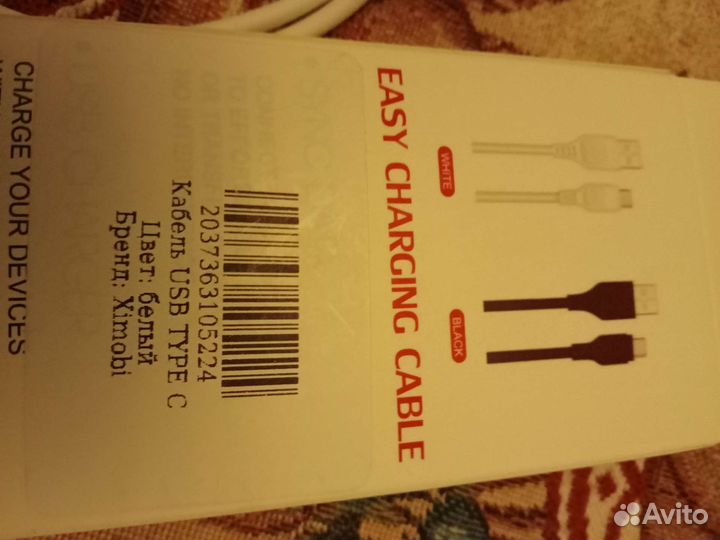 EASY CHARGING CABLE
WHITE
BLACK
2037363105224
Кабель USB TYPE C
Цвет: белый
Бренд: Ximobi
CHARGE YOUR DEVICES
Avito